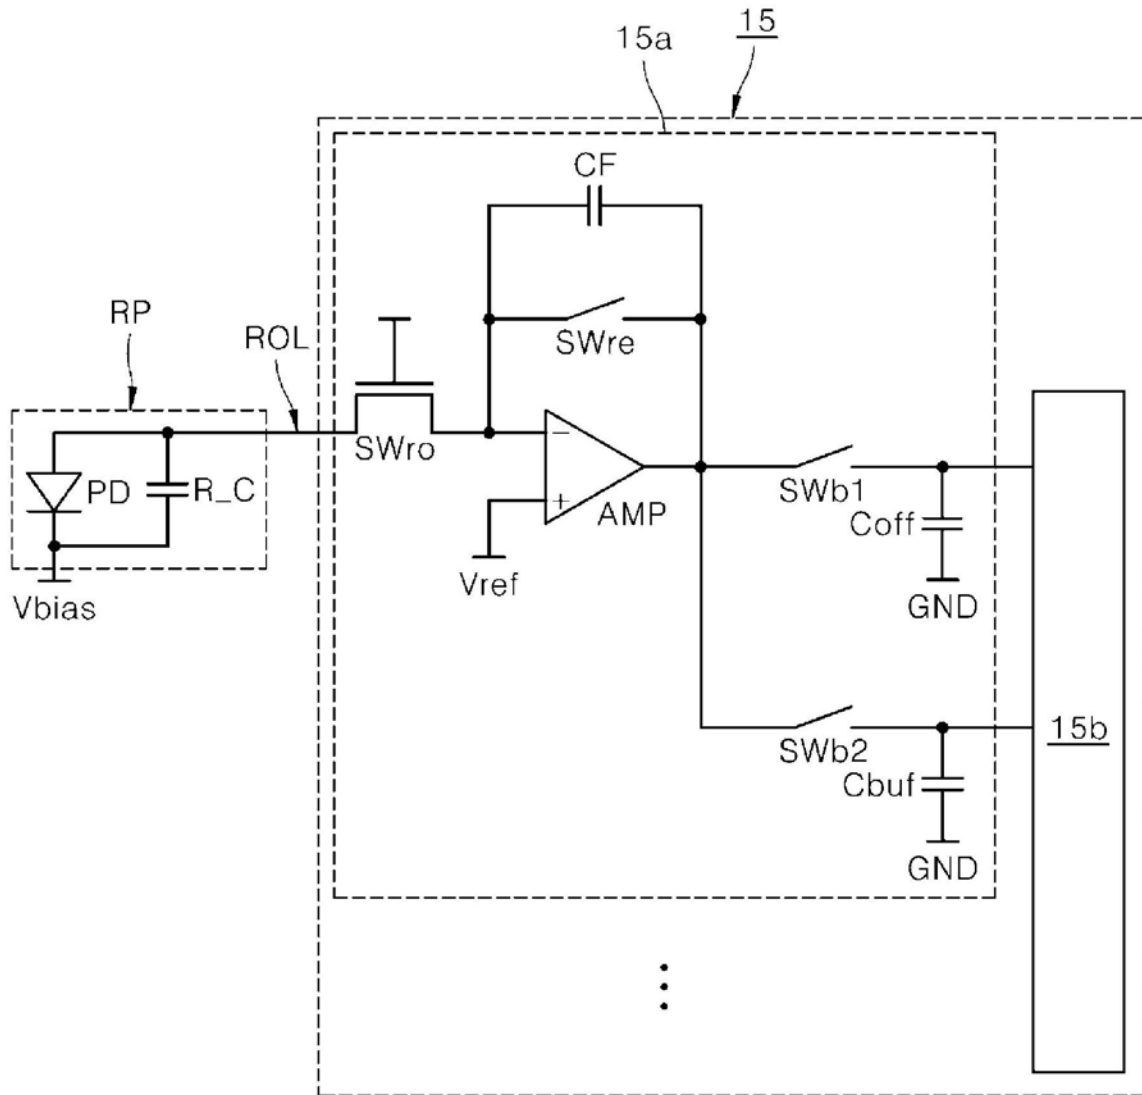 15
15a
CF
RP
ROL
SWre
SWro
−
PD
R_C
+
AMP
SWb1
Coff
Vref
Vbias
GND
SWb2
15b
Cbuf
GND